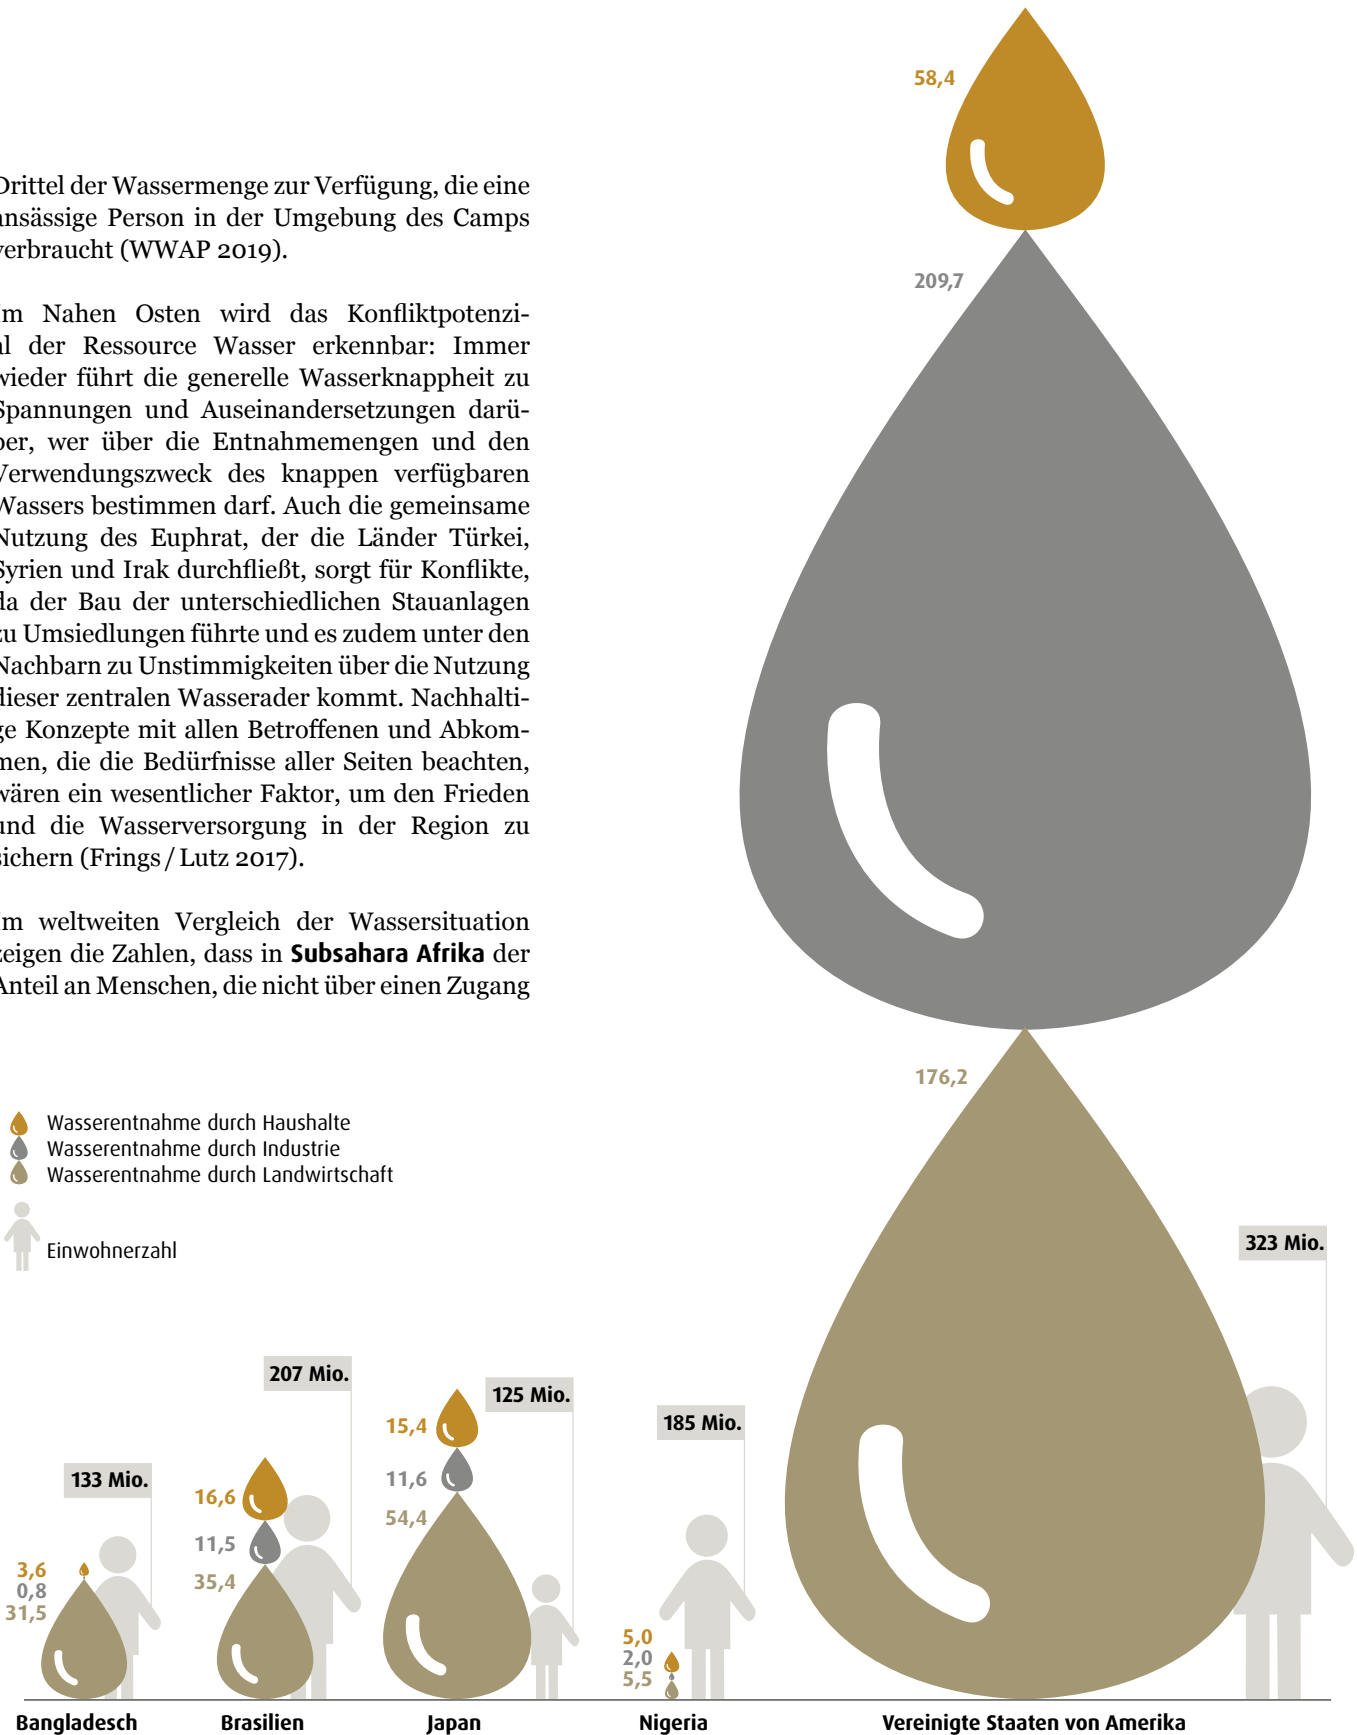 Drittel der Wassermenge zur Verfügung, die eine
ansässige Person in der Umgebung des Camps
verbraucht (WWAP 2019).
Im Nahen Osten wird das Konfliktpotenzi-
al der Ressource Wasser erkennbar: Immer
wieder führt die generelle Wasserknappheit zu
Spannungen und Auseinandersetzungen darü-
ber, wer über die Entnahmemengen und den
Verwendungszweck des knappen verfügbaren
Wassers bestimmen darf. Auch die gemeinsame
Nutzung des Euphrat, der die Länder Türkei,
Syrien und Irak durchfließt, sorgt für Konflikte,
da der Bau der unterschiedlichen Stauanlagen
zu Umsiedlungen führte und es zudem unter den
Nachbarn zu Unstimmigkeiten über die Nutzung
dieser zentralen Wasserader kommt. Nachhalti-
ge Konzepte mit allen Betroffenen und Abkom-
men, die die Bedürfnisse aller Seiten beachten,
wären ein wesentlicher Faktor, um den Frieden
und die Wasserversorgung in der Region zu
sichern (Frings / Lutz 2017).
Im weltweiten Vergleich der Wassersituation
zeigen die Zahlen, dass in Subsahara Afrika der
Anteil an Menschen, die nicht über einen Zugang
Wasserentnahme durch Haushalte
Wasserentnahme durch Industrie
Wasserentnahme durch Landwirtschaft
Einwohnerzahl
133 Mio.
3,6
0,8
31,5
Bangladesch
207 Mio.
16,6
11,5
35,4
Brasilien
125 Mio.
15,4
11,6
54,4
Japan
185 Mio.
5,0
2,0
5,5
Nigeria
58,4
209,7
176,2
323 Mio.
Vereinigte Staaten von Amerika